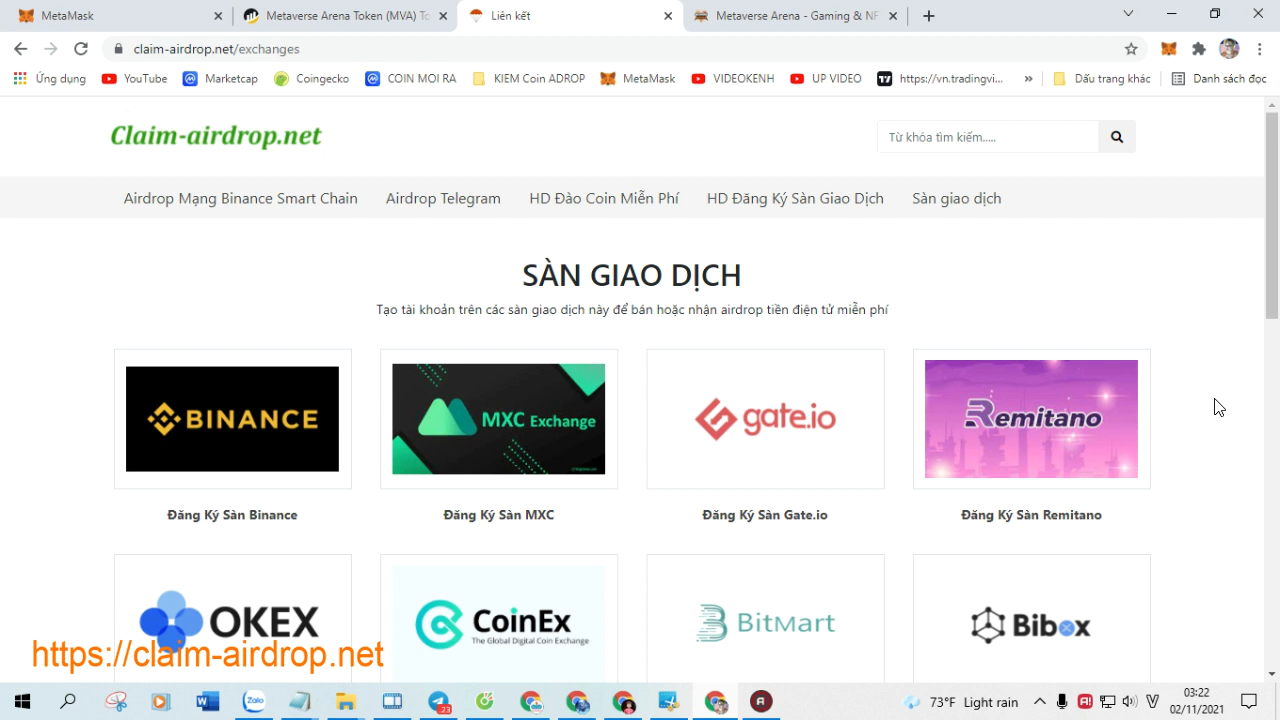 MetaMask
Metaverse Arena Token (MVA) To
Liên kết
Metaverse Arena - Gaming & NF
claim-airdrop.net/exchanges
Ứng dụng
YouTube
Marketcap
Coingecko
COIN MOI RA
KIEM Coin ADROP
MetaMask
VIDEOKENH
UP VIDEO
https://vn.tradingvi...
»
Dấu trang khác
Danh sách đọc
Claim-airdrop.net
Từ khóa tìm kiếm.....
Airdrop Mạng Binance Smart Chain
Airdrop Telegram
HD Đào Coin Miễn Phí
HD Đăng Ký Sàn Giao Dịch
Sàn giao dịch
SÀN GIAO DỊCH
Tạo tài khoản trên các sàn giao dịch này để bán hoặc nhận airdrop tiền điện tử miễn phí
BINANCE
MXC Exchange
gate.io
Remitano
Đăng Ký Sàn Binance
Đăng Ký Sàn MXC
Đăng Ký Sàn Gate.io
Đăng Ký Sàn Remitano
OKEX
CoinEx
The Global Digital Coin Exchange
BitMart
Bibox
https://claim-airdrop.net
Zalo
23
73°F Light rain
03:22
02/11/2021